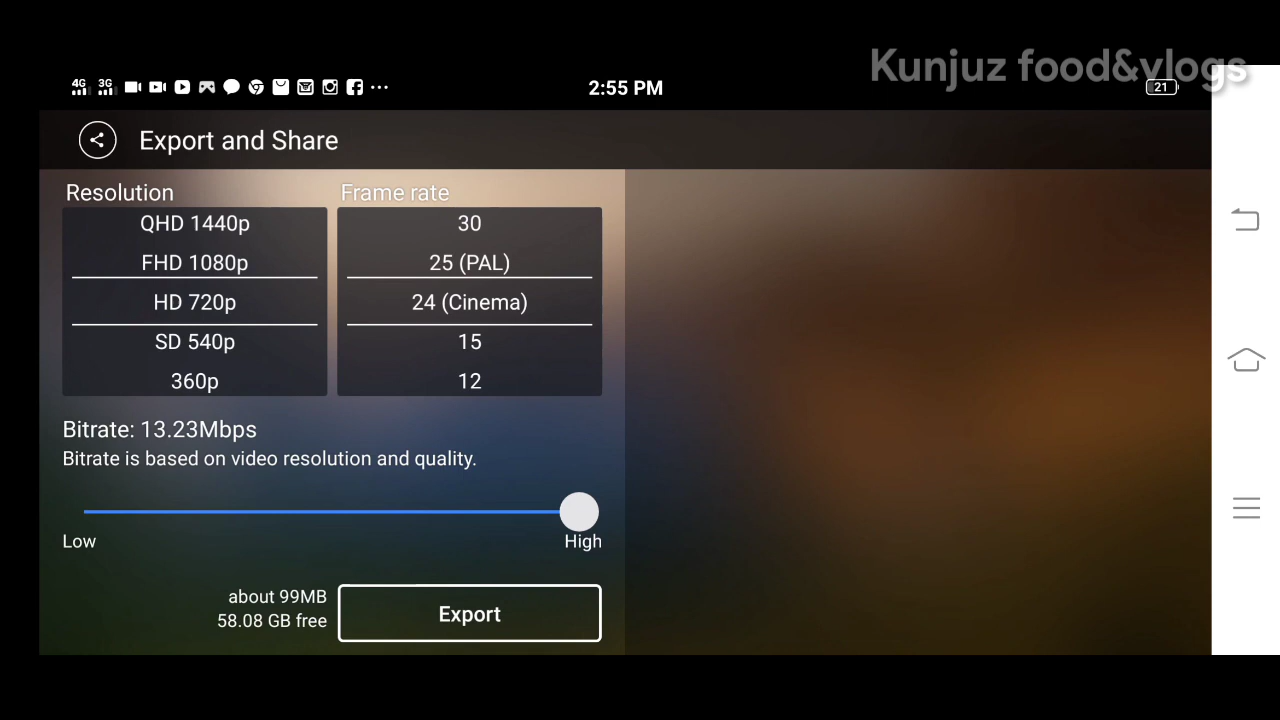 Kunjuz food&vlogs
4G 3G 2:55 PM 21
Export and Share
Resolution Frame rate
QHD 1440p 30
FHD 1080p 25 (PAL)
HD 720p 24 (Cinema)
SD 540p 15
360p 12
Bitrate: 13.23Mbps
Bitrate is based on video resolution and quality.
Low High
about 99MB
58.08 GB free
Export